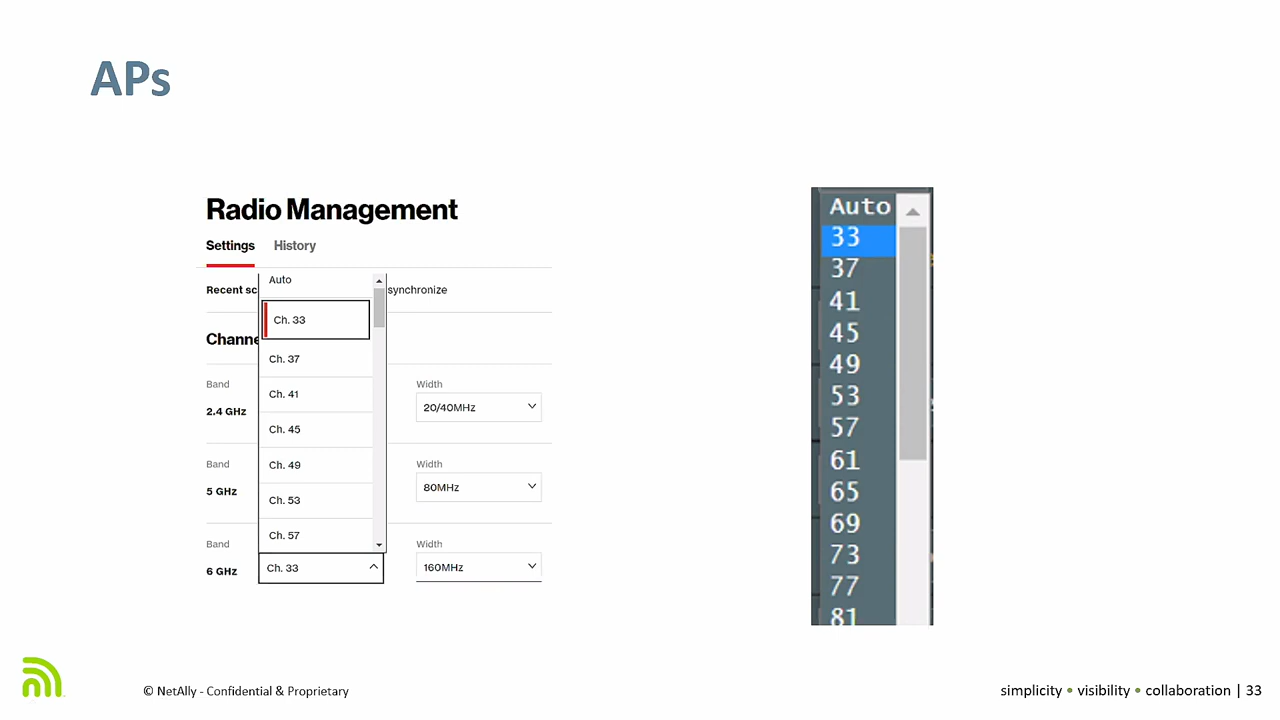 APs
Radio Management
Settings History
Auto
Recent sc synchronize
Ch. 33
Channe
Ch. 37
Band Width
Ch. 41
2.4 GHz 20/40MHz
Ch. 45
Band Width
Ch. 49
5 GHz 80MHz
Ch. 53
Ch. 57
Band Width
6 GHz Ch. 33 160MHz
Auto
33
37
41
45
49
53
57
61
65
69
73
77
81
© NetAlly - Confidential & Proprietary
simplicity • visibility • collaboration | 33